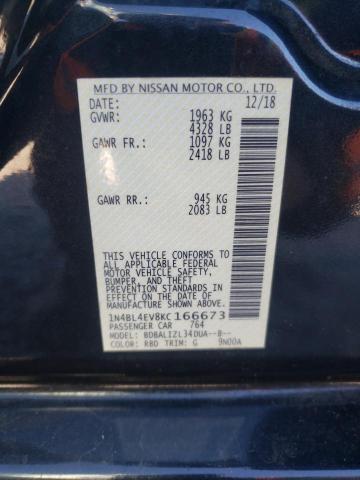 MFD BY NISSAN MOTOR CO., LTD.
DATE: 12/18
GVWR: 1963 KG
4328 LB
GAWR FR.: 1097 KG
2418 LB
GAWR RR.: 945 KG
2083 LB
THIS VEHICLE CONFORMS TO
ALL APPLICABLE FEDERAL
MOTOR VEHICLE SAFETY,
BUMPER, AND THEFT
PREVENTION STANDARDS IN
EFFECT ON THE DATE OF
MANUFACTURE SHOWN ABOVE.
1N4BL4EV8KC166673
PASSENGER CAR 764
MODEL: BDBALIZL34DUA--B--
COLOR: RBD TRIM: G 9N00A